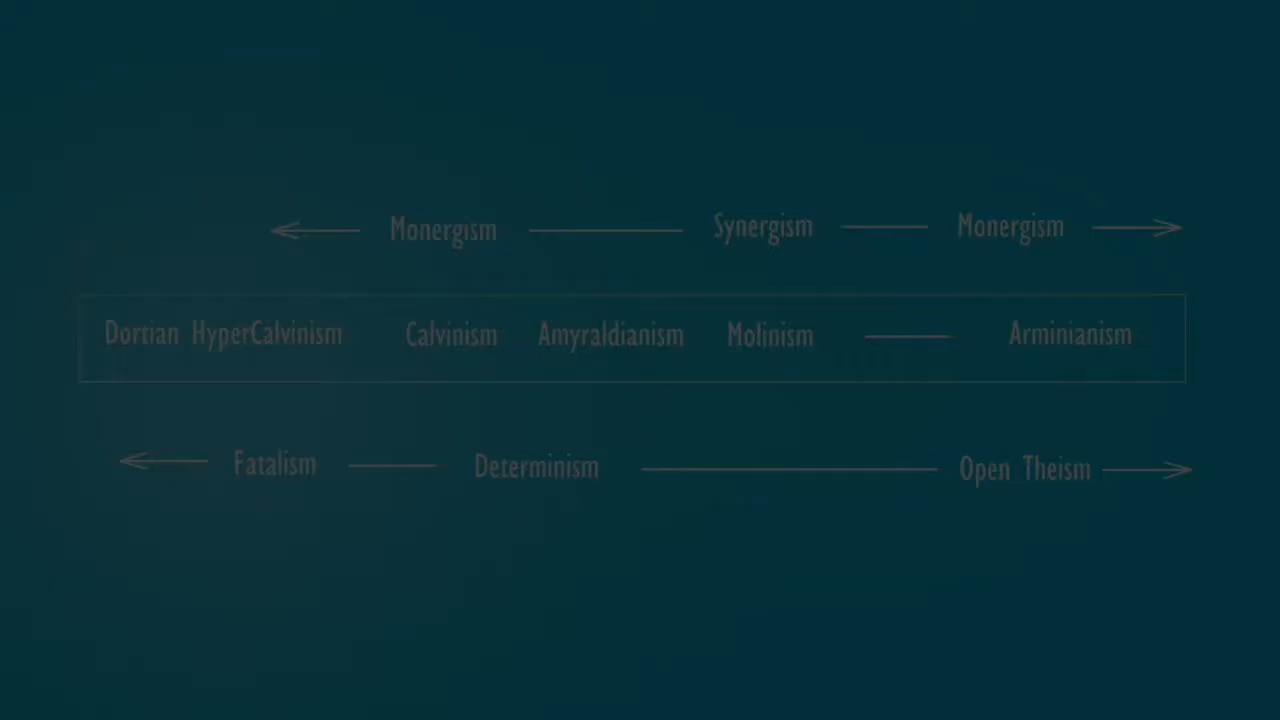 Monergism Synergism Monergism
Dortian HyperCalvinism Calvinism Amyraldianism Molinism Arminianism
Fatalism Determinism Open Theism